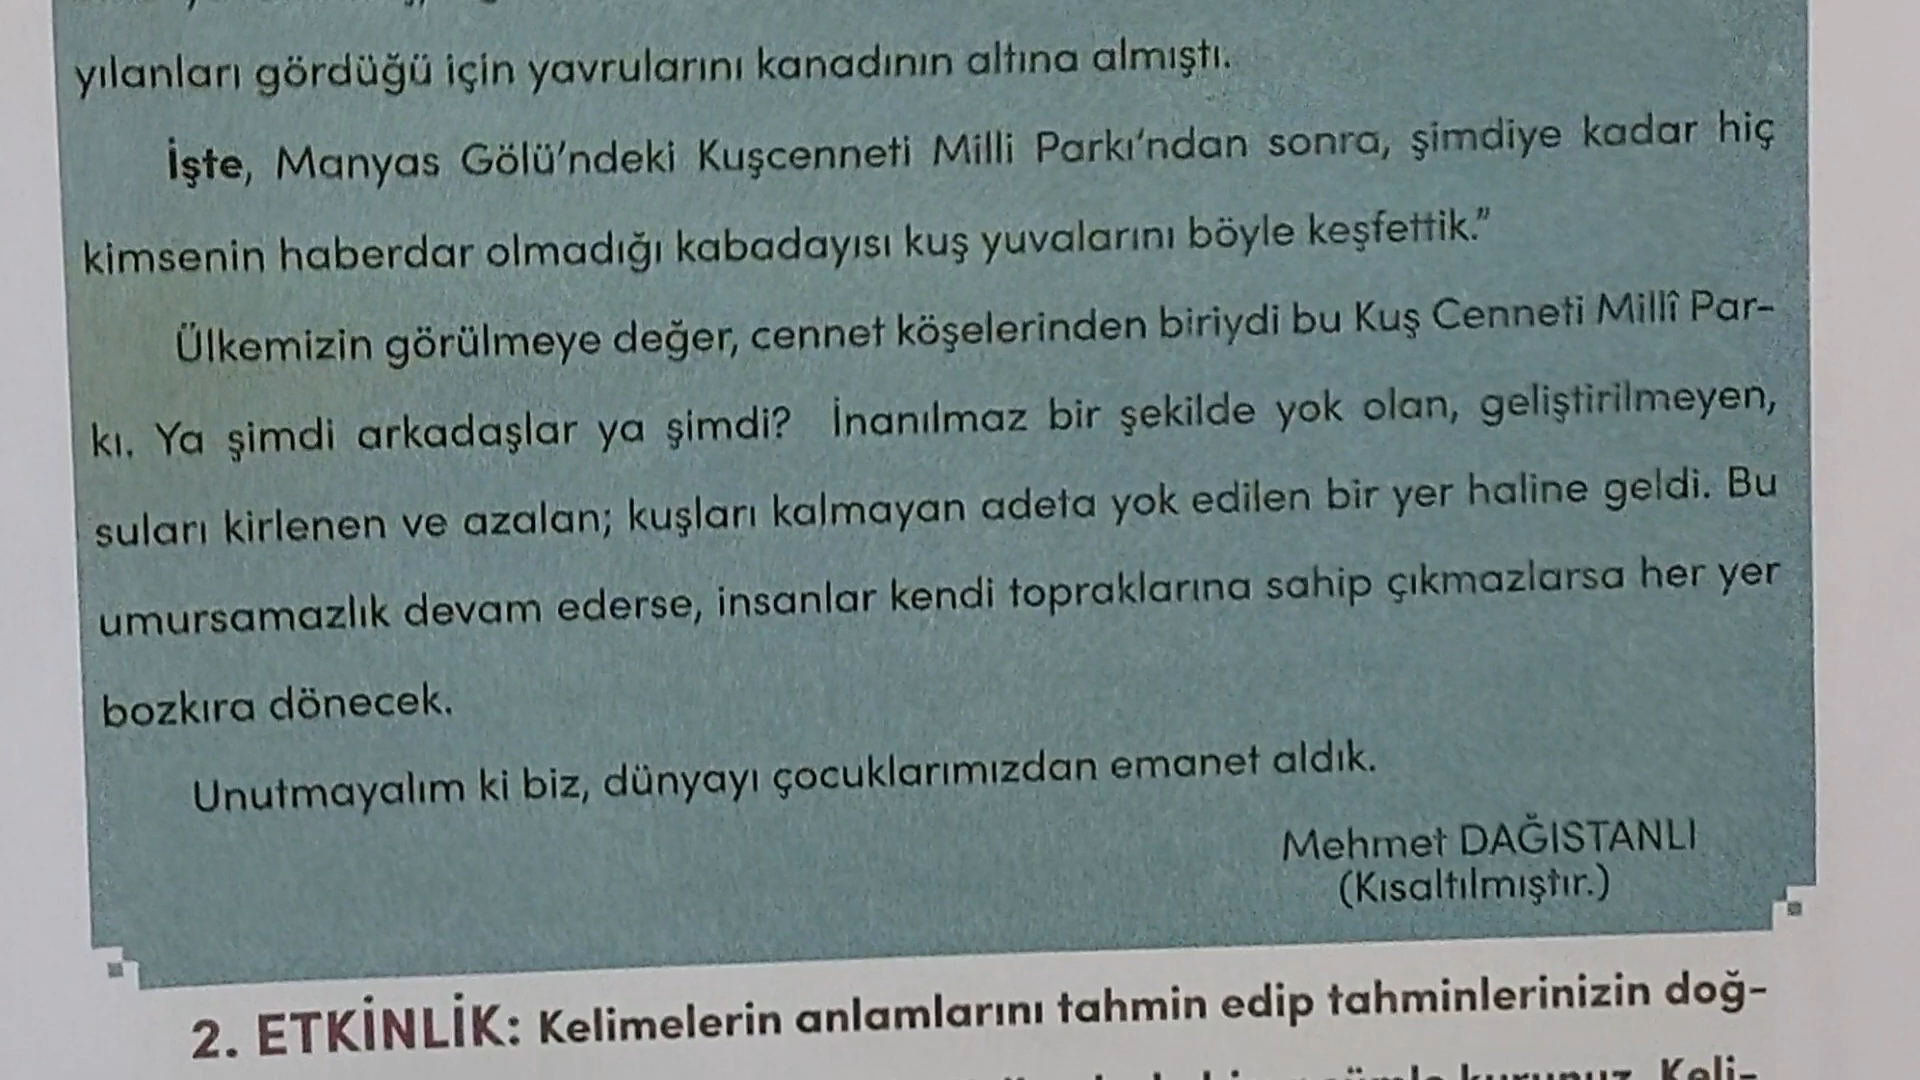 yılanları gördüğü için yavrularını kanadının altına almıştı.
İşte, Manyas Gölü'ndeki Kuşcenneti Milli Parkı'ndan sonra, şimdiye kadar hiç
kimsenin haberdar olmadığı kabadayısı kuş yuvalarını böyle keşfettik.”
Ülkemizin görülmeye değer, cennet köşelerinden biriydi bu Kuş Cenneti Millî Par-
kı. Ya şimdi arkadaşlar ya şimdi? İnanılmaz bir şekilde yok olan, geliştirilmeyen,
suları kirlenen ve azalan; kuşları kalmayan adeta yok edilen bir yer haline geldi. Bu
umursamazlık devam ederse, insanlar kendi topraklarına sahip çıkmazlarsa her yer
bozkıra dönecek.
Unutmayalım ki biz, dünyayı çocuklarımızdan emanet aldık.
Mehmet DAĞISTANLI
(Kısaltılmıştır.)
2. ETKİNLİK: Kelimelerin anlamlarını tahmin edip tahminlerinizin doğ-
kurunuz. Keli-